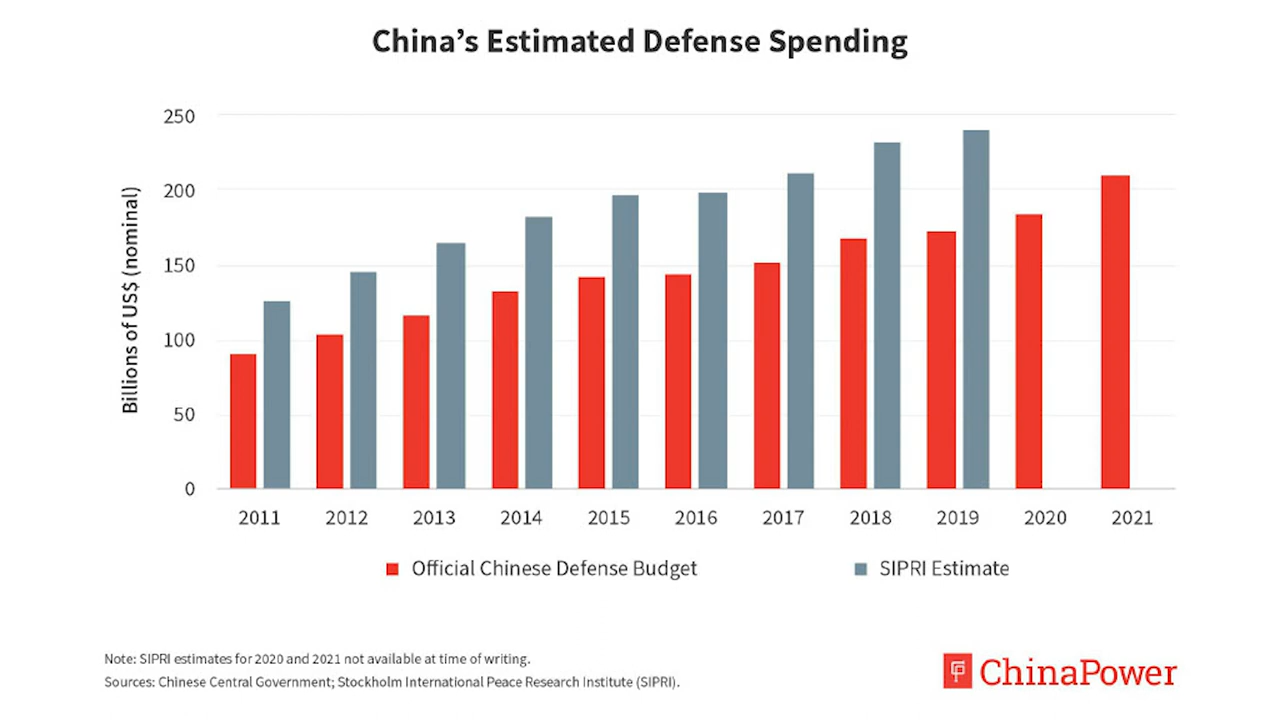 China’s Estimated Defense Spending
Billions of US$ (nominal)
250
200
150
100
50
0
2011 2012 2013 2014 2015 2016 2017 2018 2019 2020 2021
Official Chinese Defense Budget SIPRI Estimate
Note: SIPRI estimates for 2020 and 2021 not available at time of writing.
Sources: Chinese Central Government; Stockholm International Peace Research Institute (SIPRI).
ChinaPower